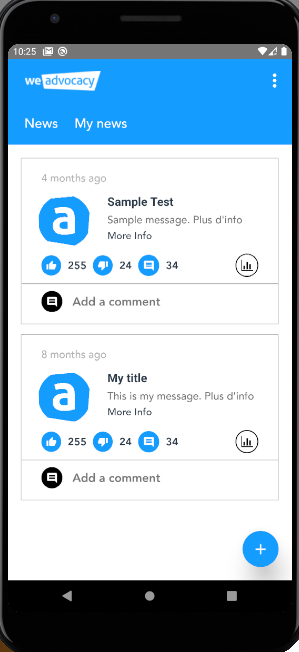 10:25
we advocacy
News My news
4 months ago
a
Sample Test
Sample message. Plus d'info
More Info
255 24 34
Add a comment
8 months ago
a
My title
This is my message. Plus d'info
More Info
255 24 34
Add a comment
+